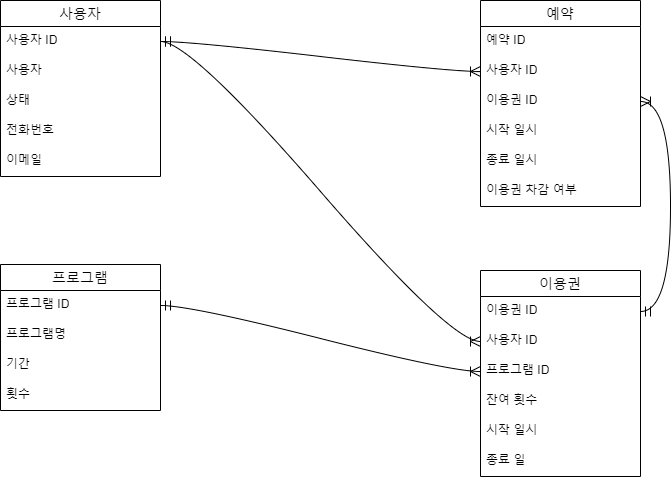 사용자
사용자 ID
사용자
상태
전화번호
이메일
예약
예약 ID
사용자 ID
이용권 ID
시작 일시
종료 일시
이용권 차감 여부
프로그램
프로그램 ID
프로그램명
기간
횟수
이용권
이용권 ID
사용자 ID
프로그램 ID
잔여 횟수
시작 일시
종료 일